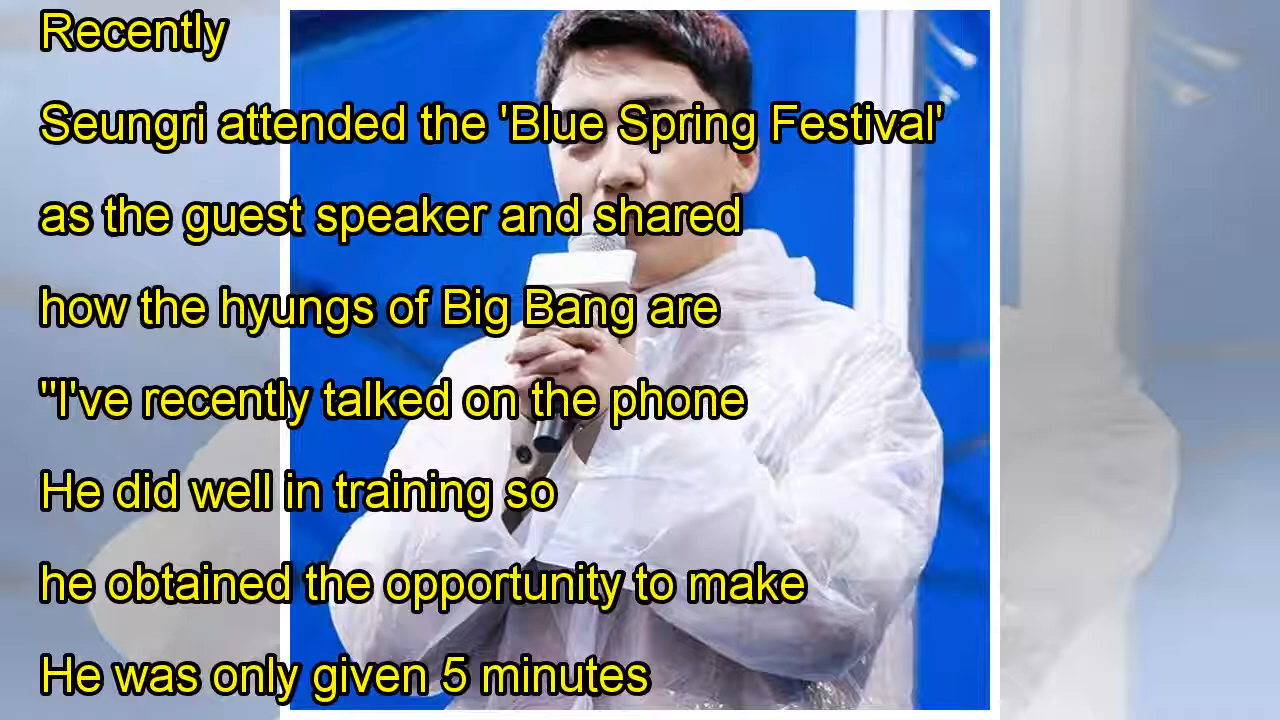 Recently
Seungri attended the 'Blue Spring Festival'
as the guest speaker and shared
how the hyungs of Big Bang are
"I've recently talked on the phone
He did well in training so
he obtained the opportunity to make
He was only given 5 minutes